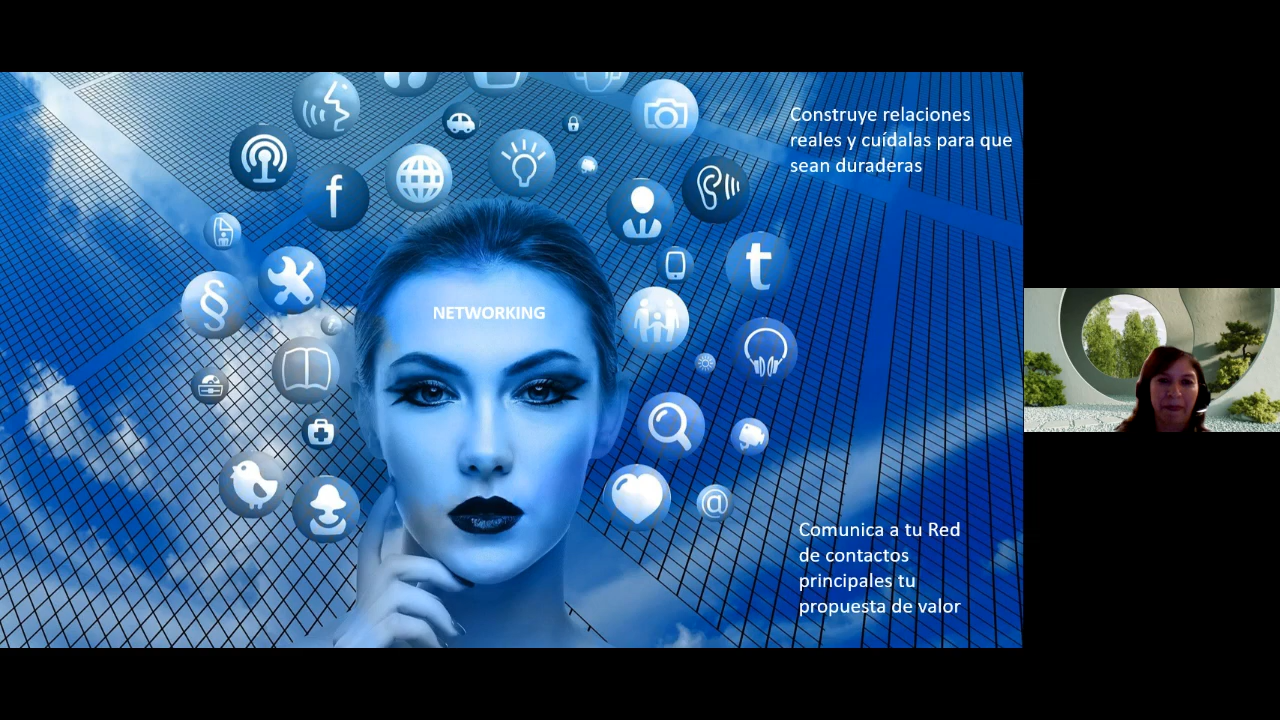 Construye relaciones
reales y cuídalas para que
sean duraderas
NETWORKING
Comunica a tu Red
de contactos
principales tu
propuesta de valor